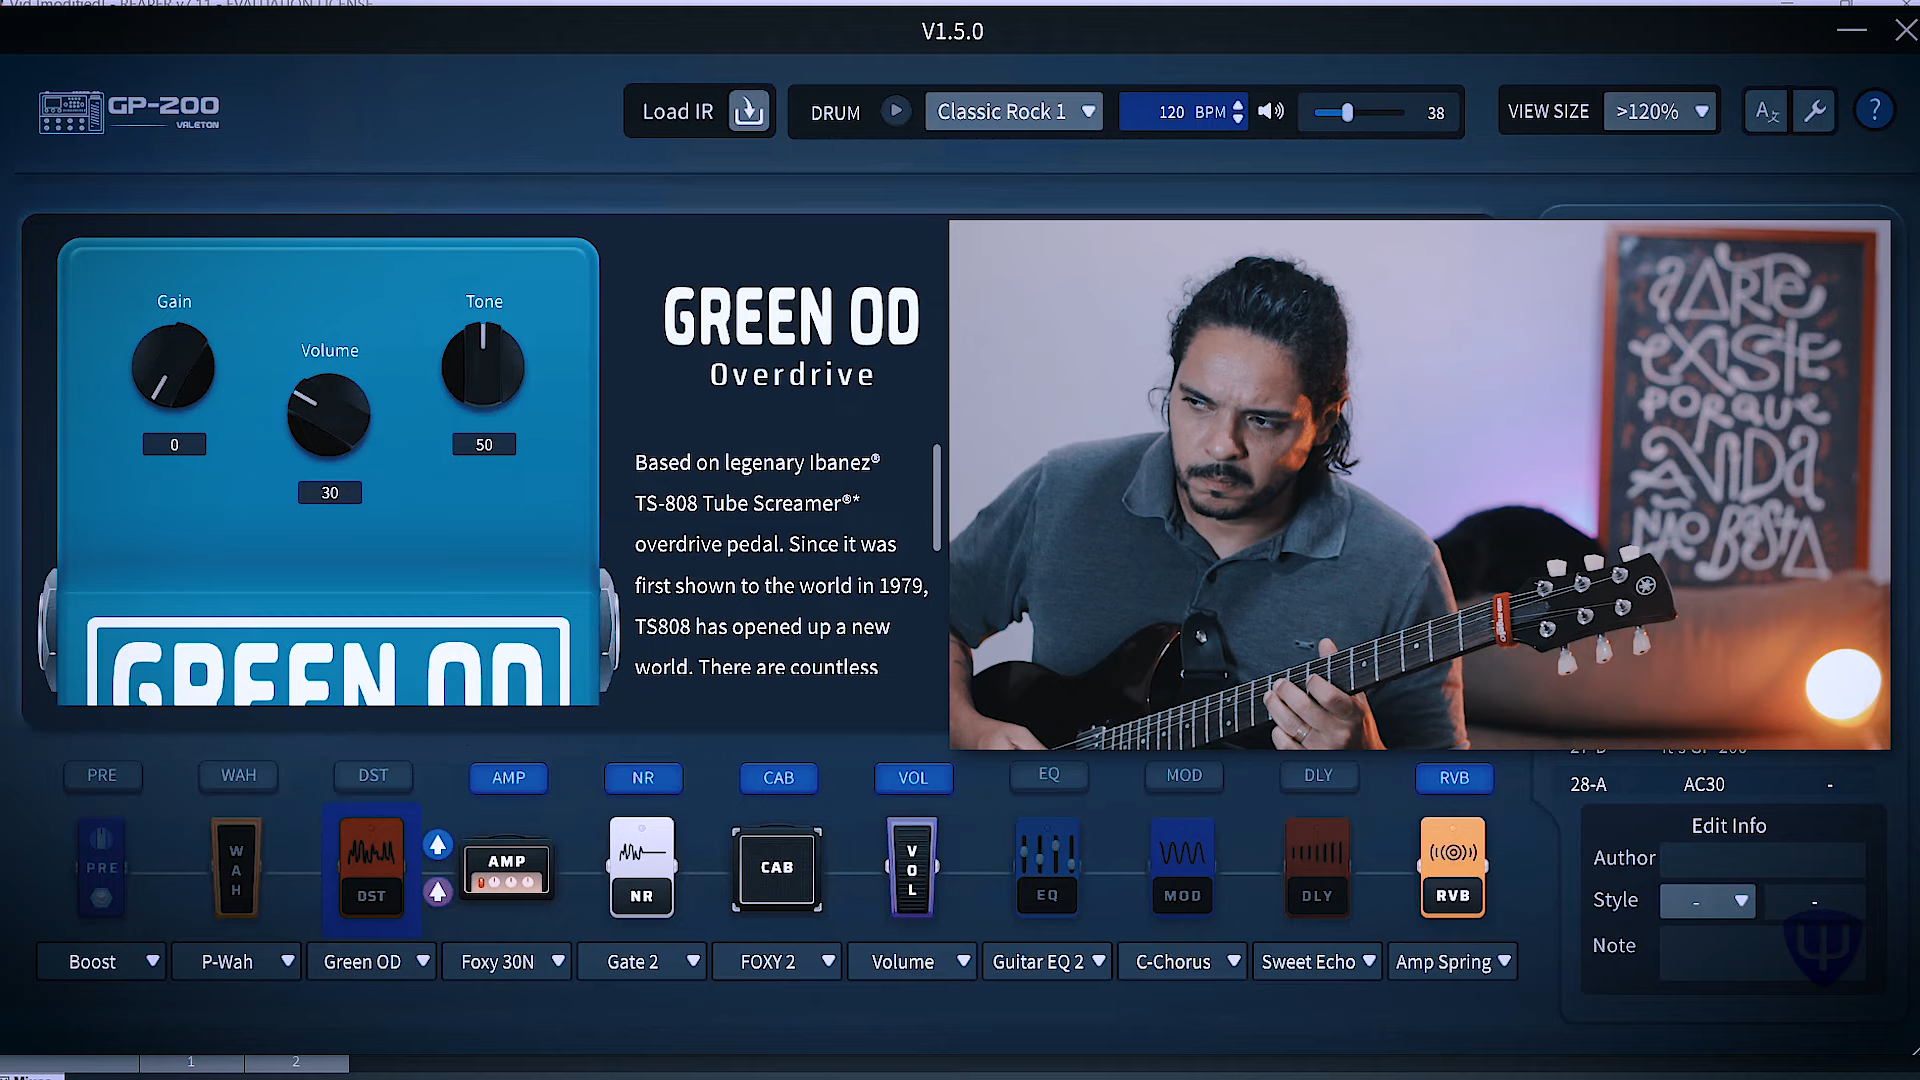 V1.5.0
GP-200
VALETON
Load IR
DRUM
Classic Rock 1
120 BPM
38
VIEW SIZE
>120%
?
Gain
Tone
Volume
0
50
30
GREEN OD
GREEN OD
Overdrive
Based on legenary Ibanez®
TS-808 Tube Screamer®*
overdrive pedal. Since it was
first shown to the world in 1979,
TS808 has opened up a new
world. There are countless
A ARTE
EXISTE
PORQUE
A VIDA
NÃO BASTA
PRE
WAH
DST
AMP
NR
CAB
VOL
EQ
MOD
DLY
RVB
PRE
WAH
DST
AMP
NR
CAB
VOL
EQ
MOD
DLY
RVB
Boost
P-Wah
Green OD
Foxy 30N
Gate 2
FOXY 2
Volume
Guitar EQ 2
C-Chorus
Sweet Echo
Amp Spring
28-A AC30 -
Edit Info
Author
Style - -
Note
1
2